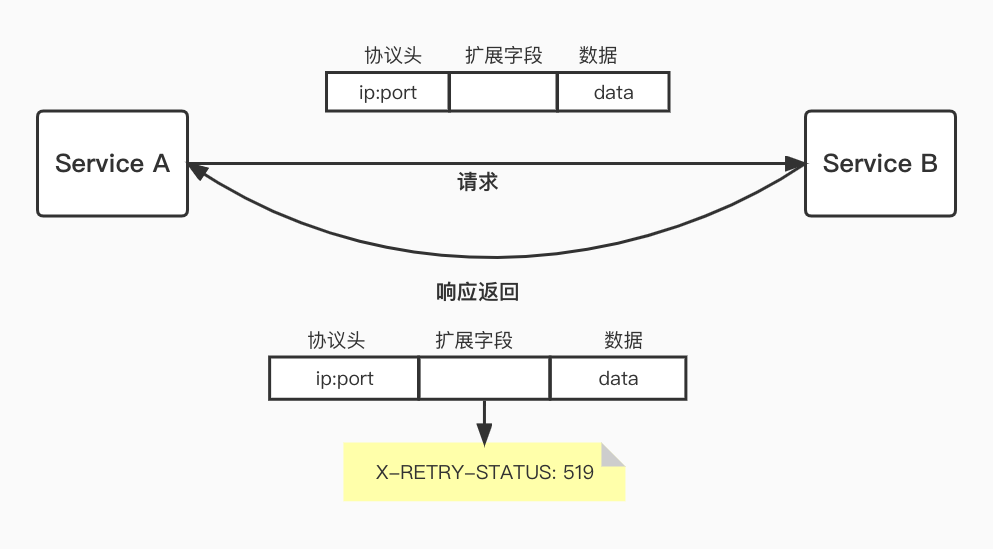 协议头 扩展字段 数据
ip:port data
Service A
Service B
请求
响应返回
协议头 扩展字段 数据
ip:port data
X-RETRY-STATUS: 519